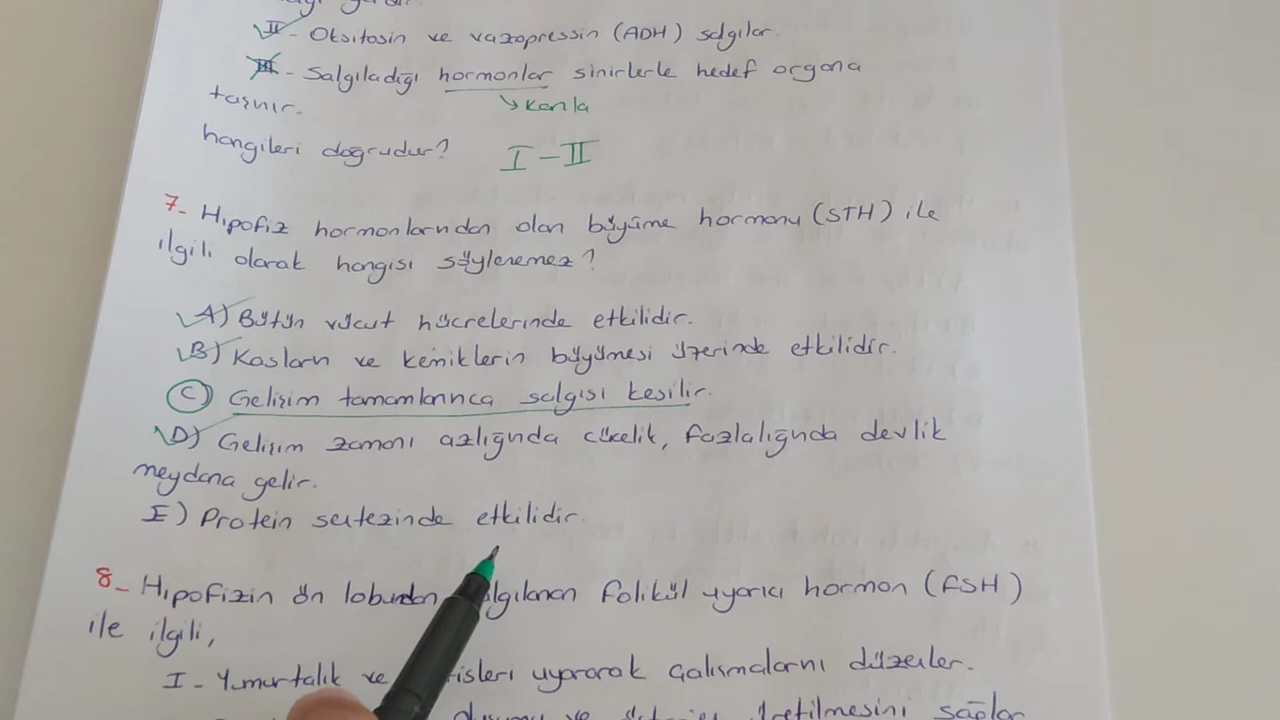 II - Oksitosin ve vazopressin (ADH) salgılar.
III - Salgıladığı hormonlar sinirlerle hedef organa
taşınır.
→ kanla
hangileri doğrudur? I - II
7- Hipofiz hormonlarından olan büyüme hormonu (STH) ile
ilgili olarak hangisi söylenemez?
A) Bütün vücut hücrelerinde etkilidir.
B) Kasların ve kemiklerin büyümesi üzerinde etkilidir.
C) Gelişim tamamlanınca salgısı kesilir.
D) Gelişim zamanı azlığında cücelik, fazlalığında devlik
meydana gelir.
E) Protein sentezinde etkilidir.
8- Hipofizin ön lobundan salgılanan folikül uyarıcı hormon (FSH)
ile ilgili,
I - Yumurtalık ve uyararak çalışmalarını düzenler.
ve üretilmesini sağlar